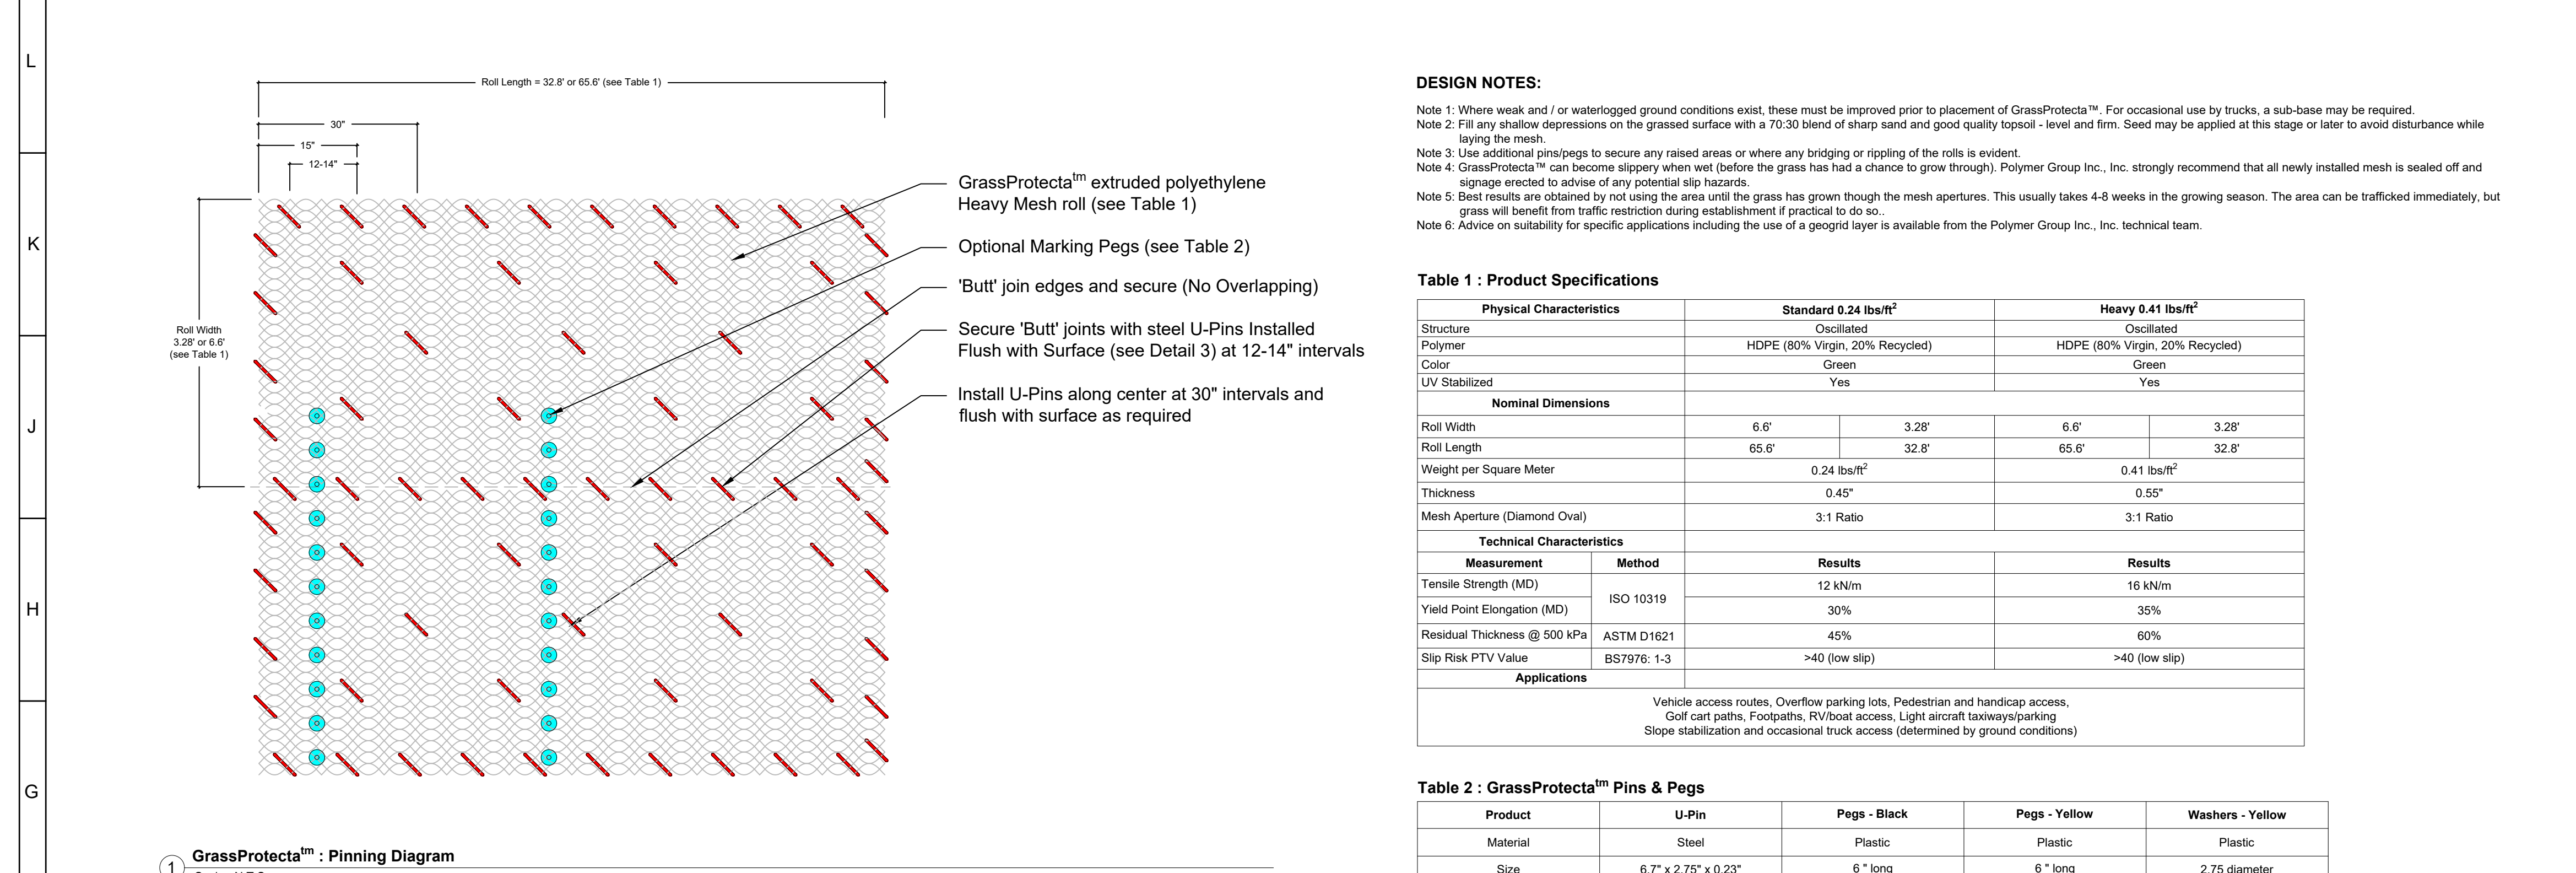 L
K
J
H
G
Roll Length = 32.8' or 65.6' (see Table 1)
30"
15"
12-14"
Roll Width
3.28' or 6.6'
(see Table 1)
GrassProtecta™ extruded polyethylene
Heavy Mesh roll (see Table 1)
Optional Marking Pegs (see Table 2)
'Butt' join edges and secure (No Overlapping)
Secure 'Butt' joints with steel U-Pins Installed
Flush with Surface (see Detail 3) at 12-14" intervals
Install U-Pins along center at 30" intervals and
flush with surface as required
1
GrassProtecta™ : Pinning Diagram
DESIGN NOTES:
Note 1: Where weak and / or waterlogged ground conditions exist, these must be improved prior to placement of GrassProtecta™. For occasional use by trucks, a sub-base may be required.
Note 2: Fill any shallow depressions on the grassed surface with a 70:30 blend of sharp sand and good quality topsoil - level and firm. Seed may be applied at this stage or later to avoid disturbance while
laying the mesh.
Note 3: Use additional pins/pegs to secure any raised areas or where any bridging or rippling of the rolls is evident.
Note 4: GrassProtecta™ can become slippery when wet (before the grass has had a chance to grow through). Polymer Group Inc., Inc. strongly recommend that all newly installed mesh is sealed off and
signage erected to advise of any potential slip hazards.
Note 5: Best results are obtained by not using the area until the grass has grown though the mesh apertures. This usually takes 4-8 weeks in the growing season. The area can be trafficked immediately, but
grass will benefit from traffic restriction during establishment if practical to do so..
Note 6: Advice on suitability for specific applications including the use of a geogrid layer is available from the Polymer Group Inc., Inc. technical team.
Table 1 : Product Specifications
Physical Characteristics Standard 0.24 lbs/ft² Heavy 0.41 lbs/ft²
Structure Oscillated Oscillated
Polymer HDPE (80% Virgin, 20% Recycled) HDPE (80% Virgin, 20% Recycled)
Color Green Green
UV Stabilized Yes Yes
Nominal Dimensions
Roll Width 6.6' 3.28' 6.6' 3.28'
Roll Length 65.6' 32.8' 65.6' 32.8'
Weight per Square Meter 0.24 lbs/ft² 0.41 lbs/ft²
Thickness 0.45" 0.55"
Mesh Aperture (Diamond Oval) 3:1 Ratio 3:1 Ratio
Technical Characteristics
Measurement Method Results Results
Tensile Strength (MD) ISO 10319 12 kN/m 16 kN/m
Yield Point Elongation (MD) 30% 35%
Residual Thickness @ 500 kPa ASTM D1621 45% 60%
Slip Risk PTV Value BS7976: 1-3 >40 (low slip) >40 (low slip)
Applications
Vehicle access routes, Overflow parking lots, Pedestrian and handicap access,
Golf cart paths, Footpaths, RV/boat access, Light aircraft taxiways/parking
Slope stabilization and occasional truck access (determined by ground conditions)
Table 2 : GrassProtecta™ Pins & Pegs
Product U-Pin Pegs - Black Pegs - Yellow Washers - Yellow
Material Steel Plastic Plastic Plastic
Size 6.7" x 2.75" x 0.23" 6 " long 6 " long 2.75 diameter